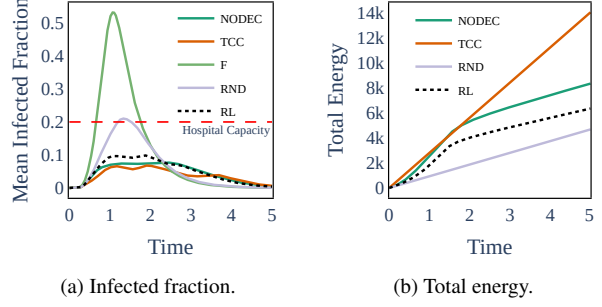 Mean Infected Fraction
0.5
0.4
0.3
0.2
0.1
0
NODEC
TCC
F
RND
RL
Hospital Capacity
0
1
2
3
4
5
Time
(a) Infected fraction.
Total Energy
14k
12k
10k
8k
6k
4k
2k
0
NODEC
TCC
RND
RL
0
1
2
3
4
5
Time
(b) Total energy.